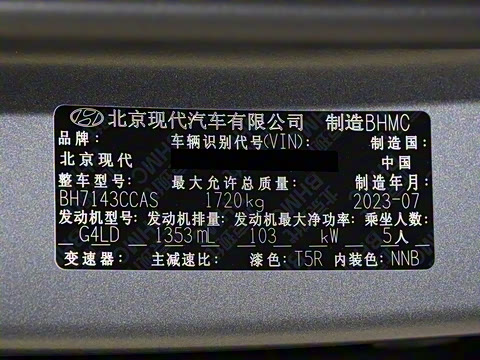 北京现代汽车有限公司 制造BHMC
品牌: 车辆识别代号(VIN): 制造国:
北京现代 中国
整车型号: 最大允许总质量: 制造年月:
BH7143CCAS 1720kg 2023-07
发动机型号: 发动机排量: 发动机最大净功率: 乘坐人数:
G4LD 1353mL 103 kW 5人
变速器: 主减速比: 漆色: T5R 内装色: NNB